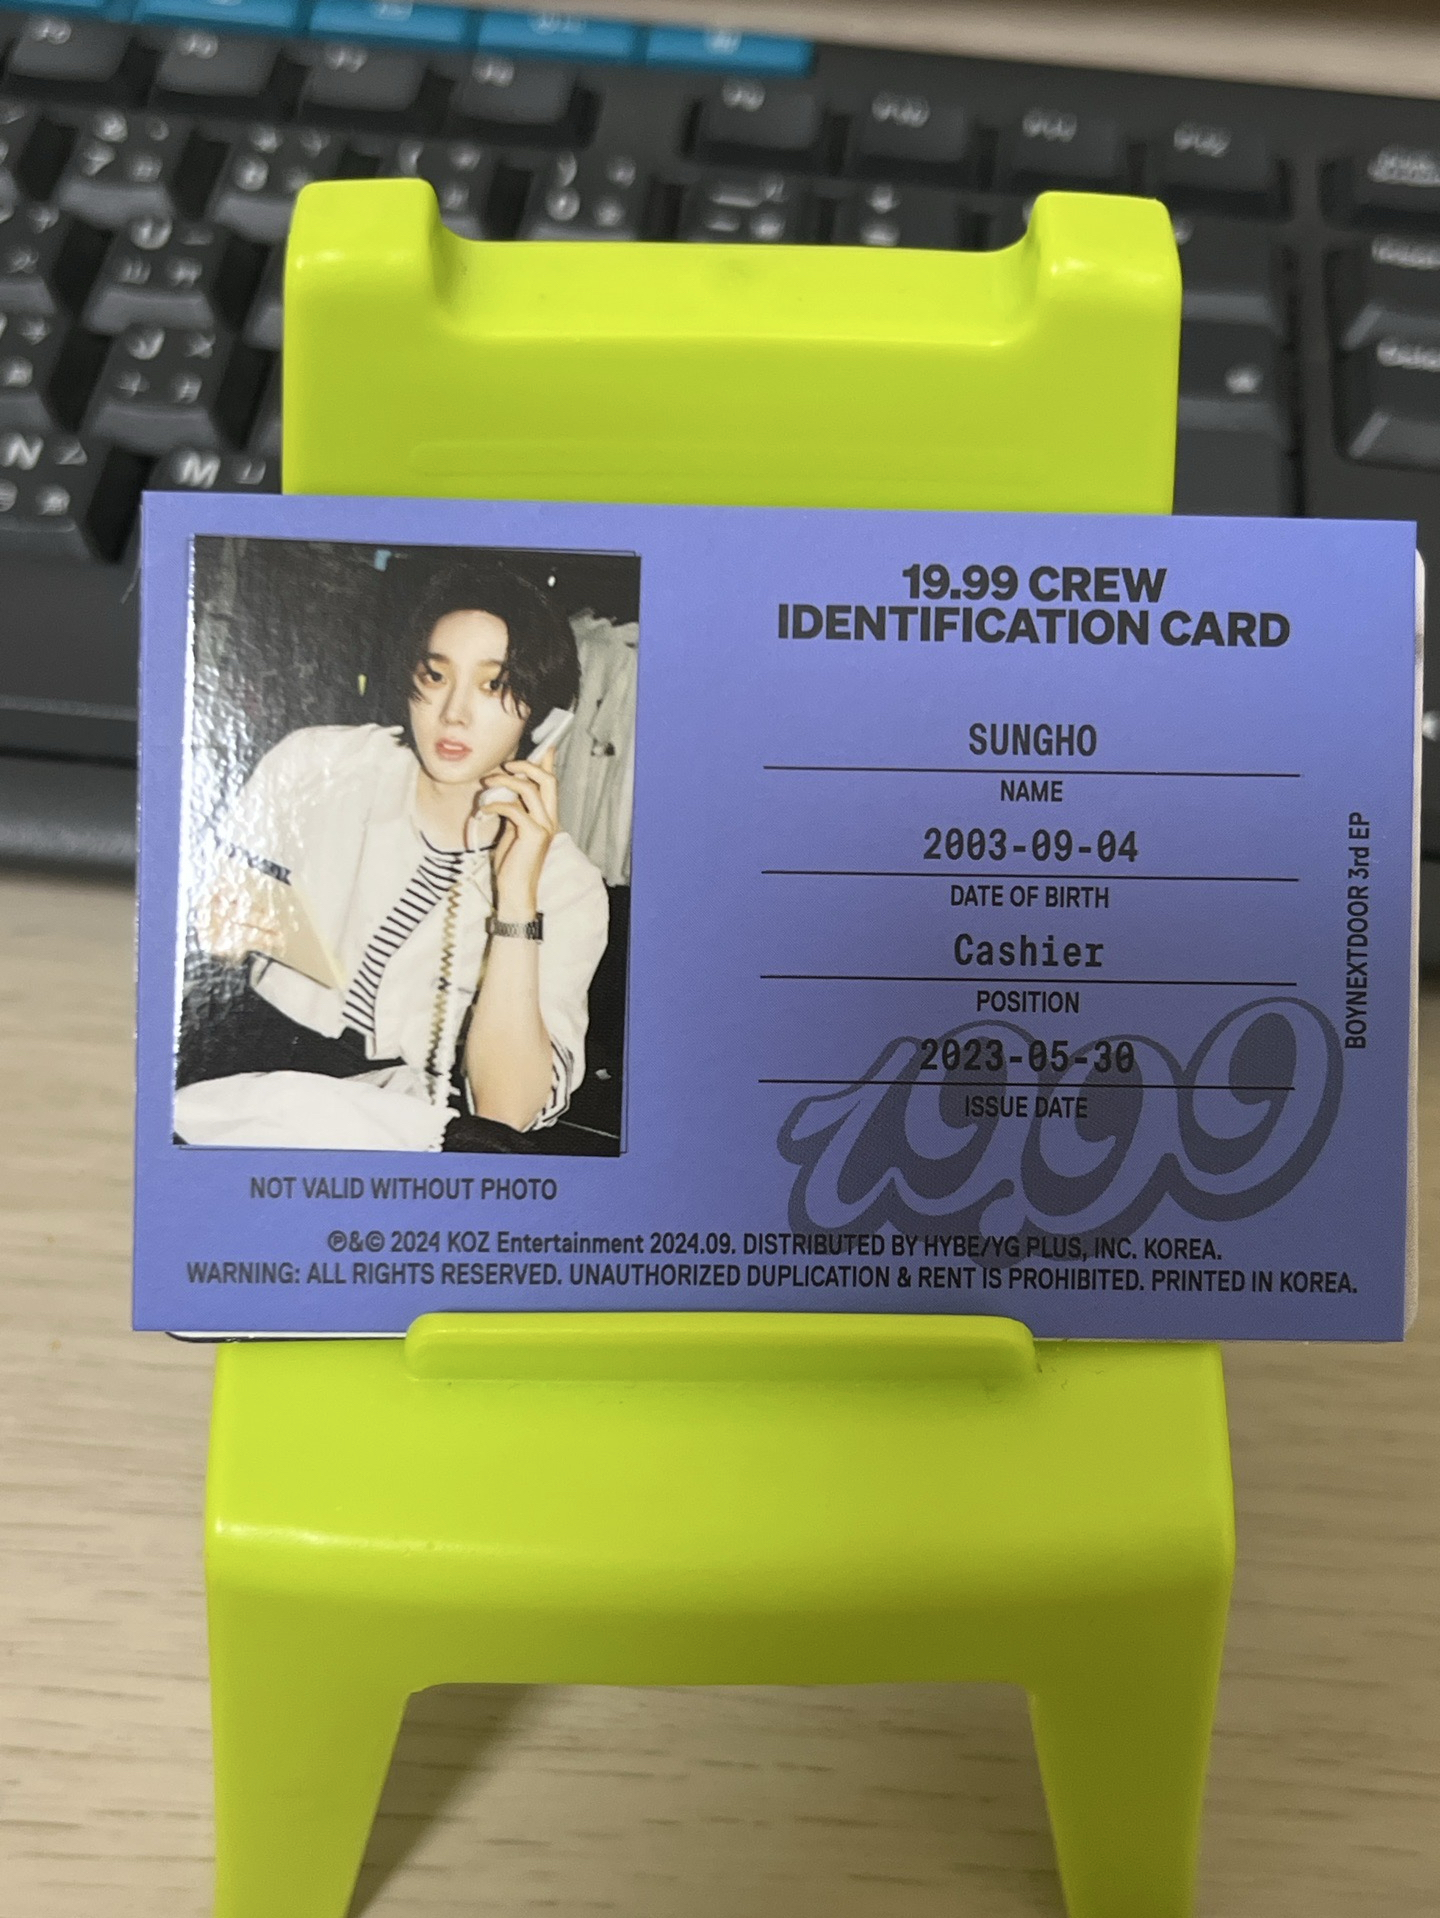 19.99 CREW
IDENTIFICATION CARD
SUNGHO
NAME
2003-09-04
DATE OF BIRTH
Cashier
POSITION
2023-05-30
ISSUE DATE
19.99
BOYNEXTDOOR 3rd EP
NOT VALID WITHOUT PHOTO
℗&© 2024 KOZ Entertainment 2024.09. DISTRIBUTED BY HYBE/YG PLUS, INC. KOREA.
WARNING: ALL RIGHTS RESERVED. UNAUTHORIZED DUPLICATION & RENT IS PROHIBITED. PRINTED IN KOREA.
N
M